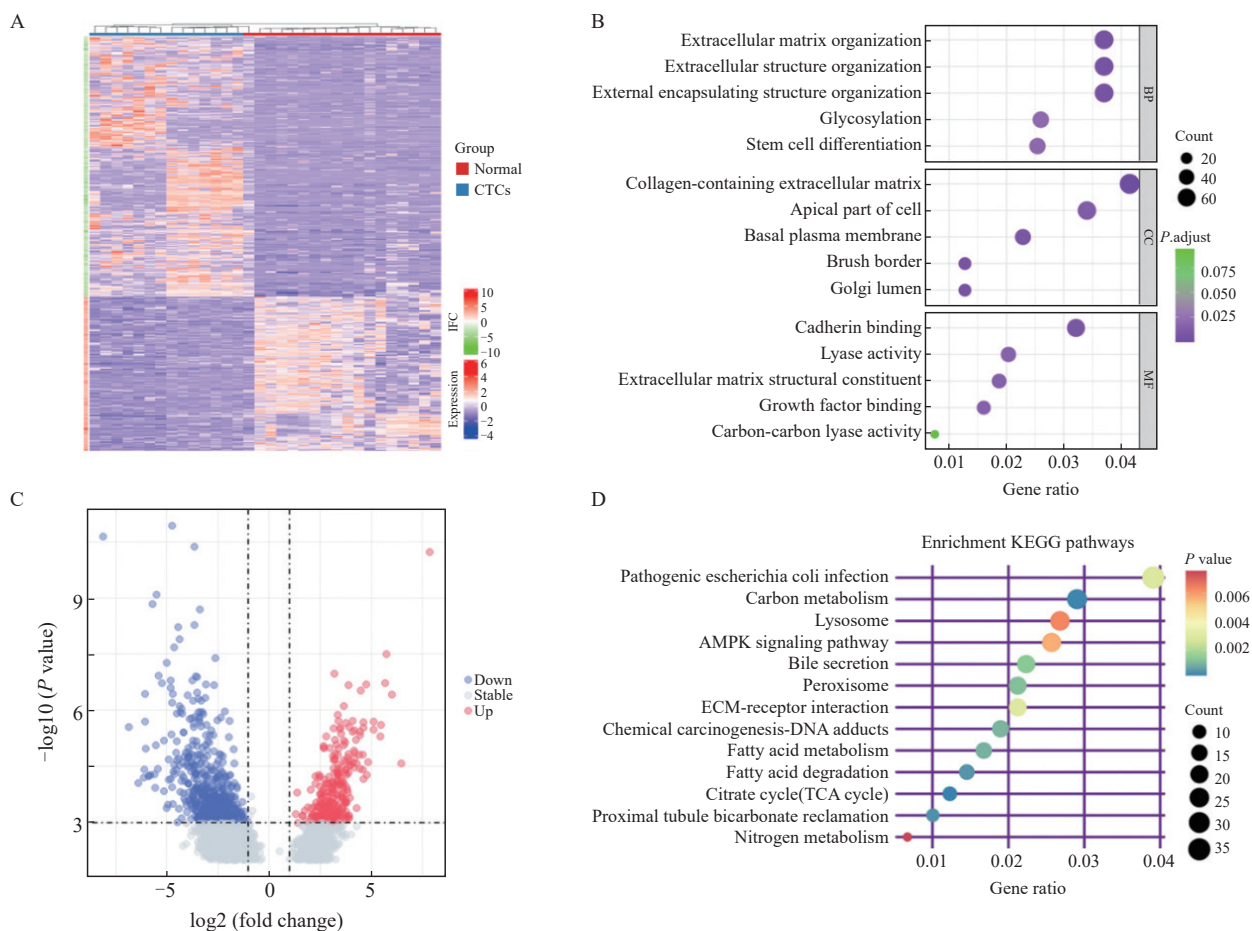 A
Group
Normal
CTCs
10
5
0
−5
−10
IFC
6
4
2
0
−2
−4
Expression
B
Extracellular matrix organization
Extracellular structure organization
External encapsulating structure organization
Glycosylation
Stem cell differentiation
BP
Collagen-containing extracellular matrix
Apical part of cell
Basal plasma membrane
Brush border
Golgi lumen
CC
Cadherin binding
Lyase activity
Extracellular matrix structural constituent
Growth factor binding
Carbon-carbon lyase activity
MF
0.01 0.02 0.03 0.04
Gene ratio
Count
20
40
60
P.adjust
0.075
0.050
0.025
C
9
6
3
−log10 (P value)
−5 0 5
log2 (fold change)
Down
Stable
Up
D
Enrichment KEGG pathways
Pathogenic escherichia coli infection
Carbon metabolism
Lysosome
AMPK signaling pathway
Bile secretion
Peroxisome
ECM-receptor interaction
Chemical carcinogenesis-DNA adducts
Fatty acid metabolism
Fatty acid degradation
Citrate cycle(TCA cycle)
Proximal tubule bicarbonate reclamation
Nitrogen metabolism
0.01 0.02 0.03 0.04
Gene ratio
P value
0.006
0.004
0.002
Count
10
15
20
25
30
35